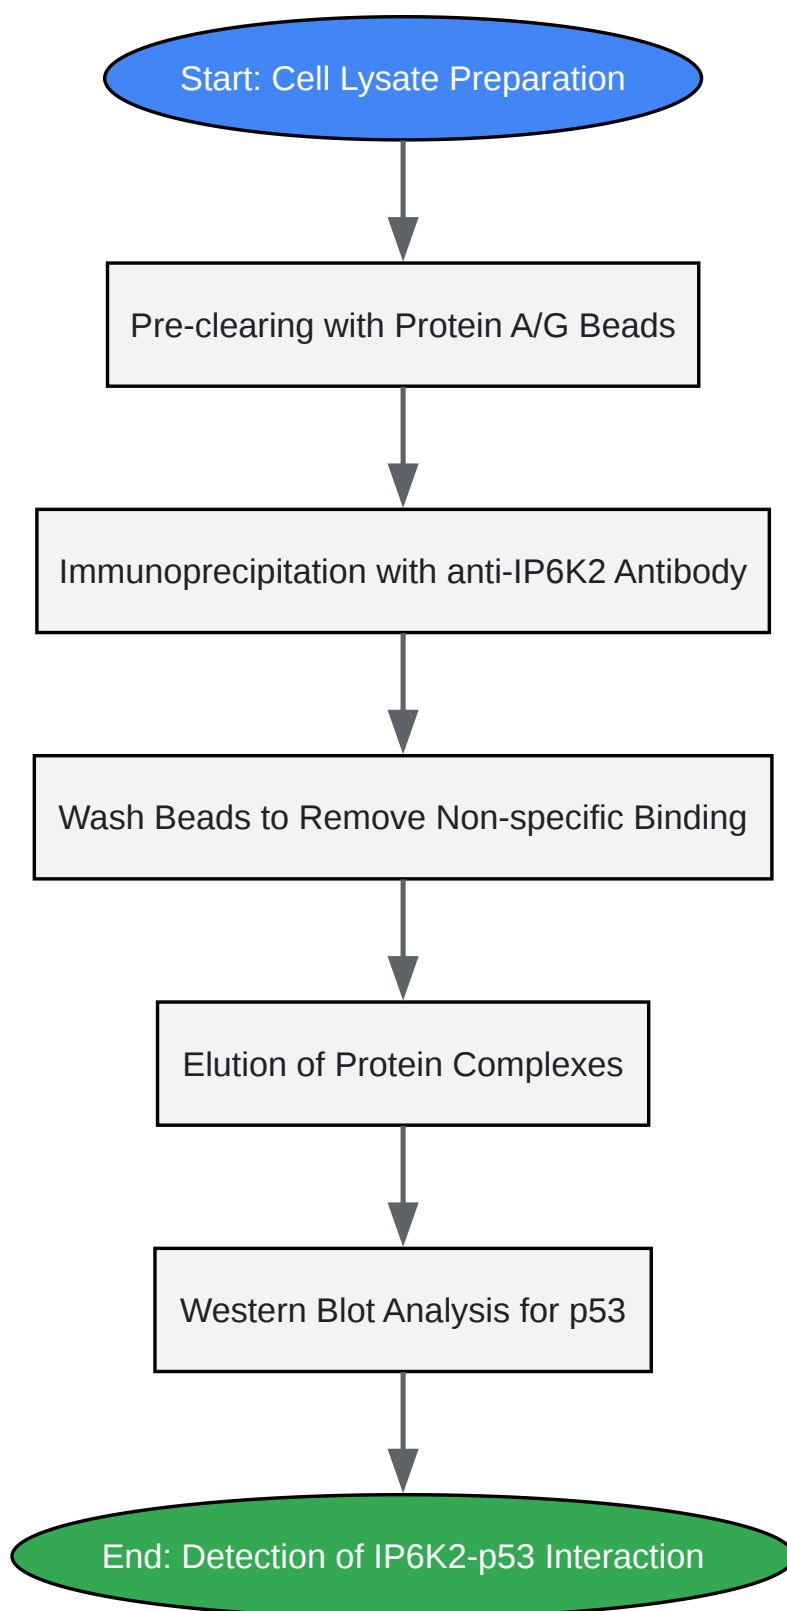 Start: Cell Lysate Preparation
Pre-clearing with Protein A/G Beads
Immunoprecipitation with anti-IP6K2 Antibody
Wash Beads to Remove Non-specific Binding
Elution of Protein Complexes
Western Blot Analysis for p53
End: Detection of IP6K2-p53 Interaction